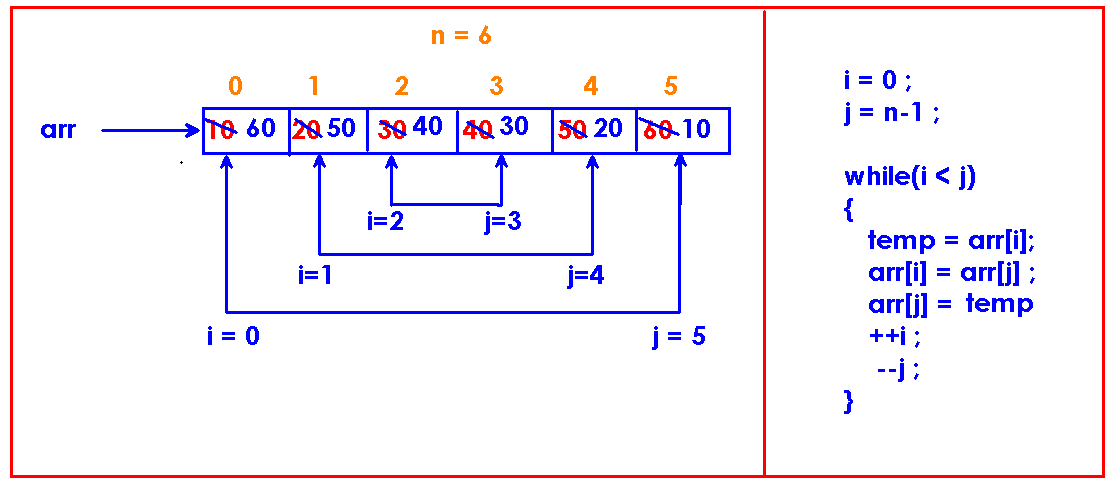 n = 6
0 1 2 3 4 5
arr 10 60 20 50 30 40 40 30 50 20 60 10
i=2 j=3
i=1 j=4
i = 0 j = 5
i = 0 ;
j = n-1 ;
while(i < j)
{
temp = arr[i];
arr[i] = arr[j] ;
arr[j] = temp
++i ;
--j ;
}